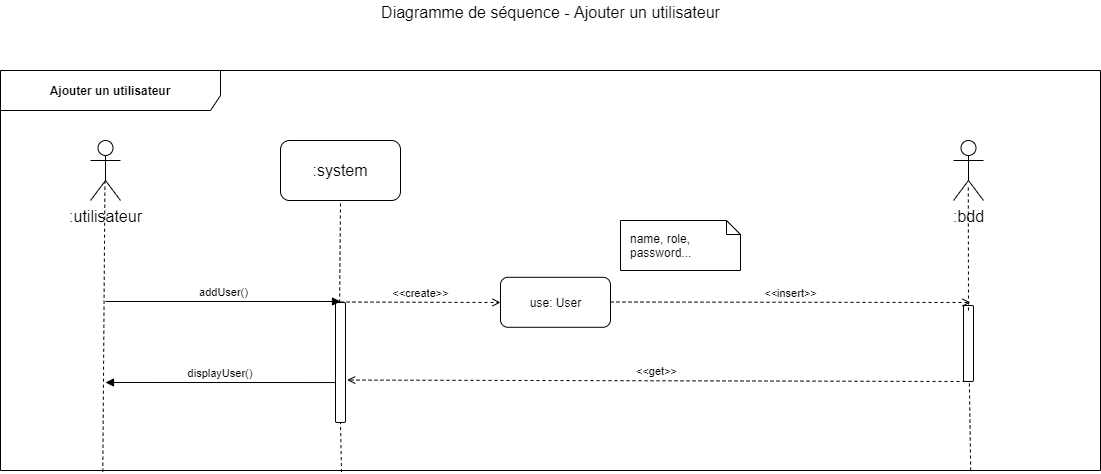 Diagramme de séquence - Ajouter un utilisateur
Ajouter un utilisateur
:utilisateur
:system
:bdd
name, role,
password...
addUser()
<<create>>
use: User
<<insert>>
displayUser()
<<get>>